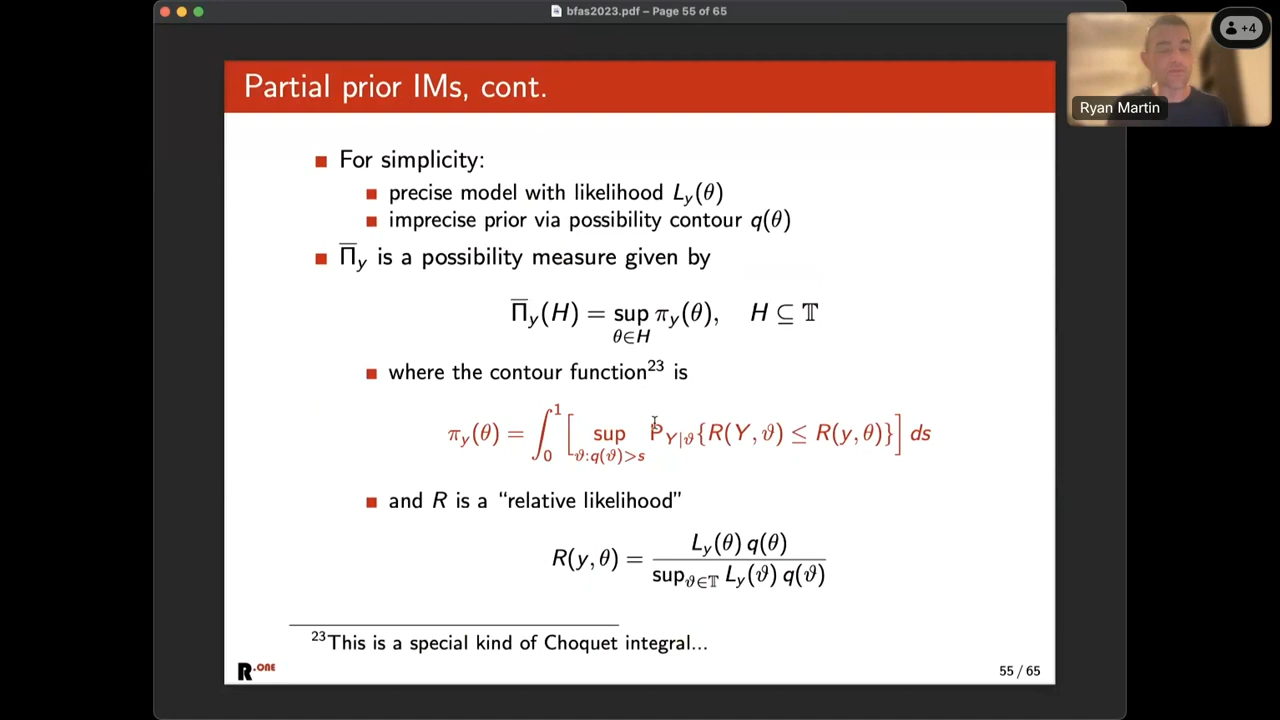 bfas2023.pdf – Page 55 of 65
+4
Ryan Martin
Partial prior IMs, cont.
For simplicity:
precise model with likelihood L_y(θ)
imprecise prior via possibility contour q(θ)
Π̅_y is a possibility measure given by
Π̅_y(H) = sup_{θ∈H} π_y(θ), H ⊆ 𝕋
where the contour function²³ is
π_y(θ) = ∫_0^1 [ sup_{ϑ:q(ϑ)>s} P_{Y|ϑ}{R(Y, ϑ) ≤ R(y, θ)} ] ds
and R is a “relative likelihood”
R(y, θ) = L_y(θ) q(θ) / sup_{ϑ∈𝕋} L_y(ϑ) q(ϑ)
²³This is a special kind of Choquet integral...
R.ONE
55 / 65